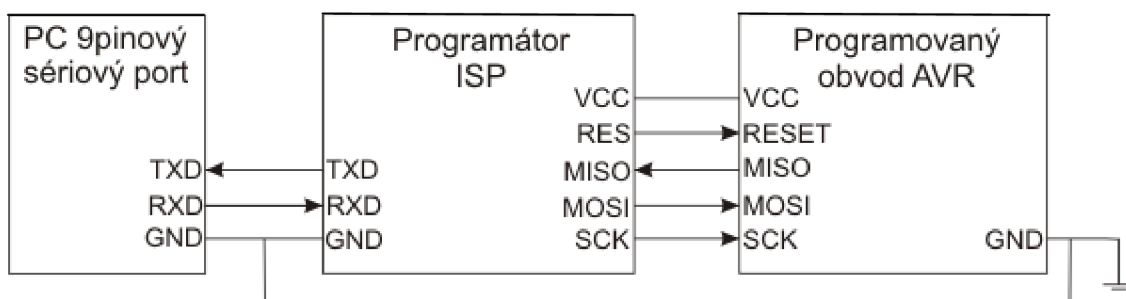 PC 9pinový
sériový port
TXD
RXD
GND
Programátor
ISP
VCC
RES
TXD
MISO
RXD
MOSI
GND
SCK
Programovaný
obvod AVR
VCC
RESET
MISO
MOSI
SCK
GND